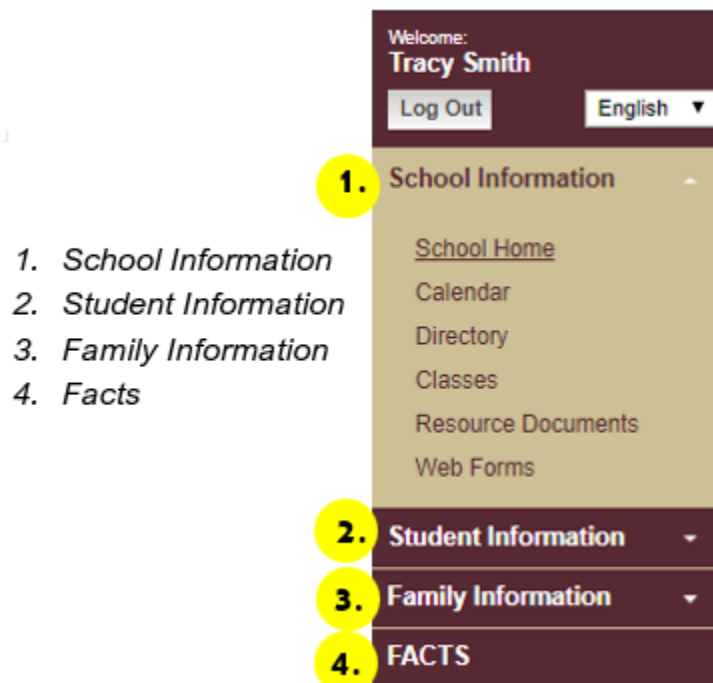 Welcome:
Tracy Smith
Log Out
English
1. School Information
School Home
Calendar
Directory
Classes
Resource Documents
Web Forms
2. Student Information
3. Family Information
4. FACTS
1. School Information
2. Student Information
3. Family Information
4. Facts